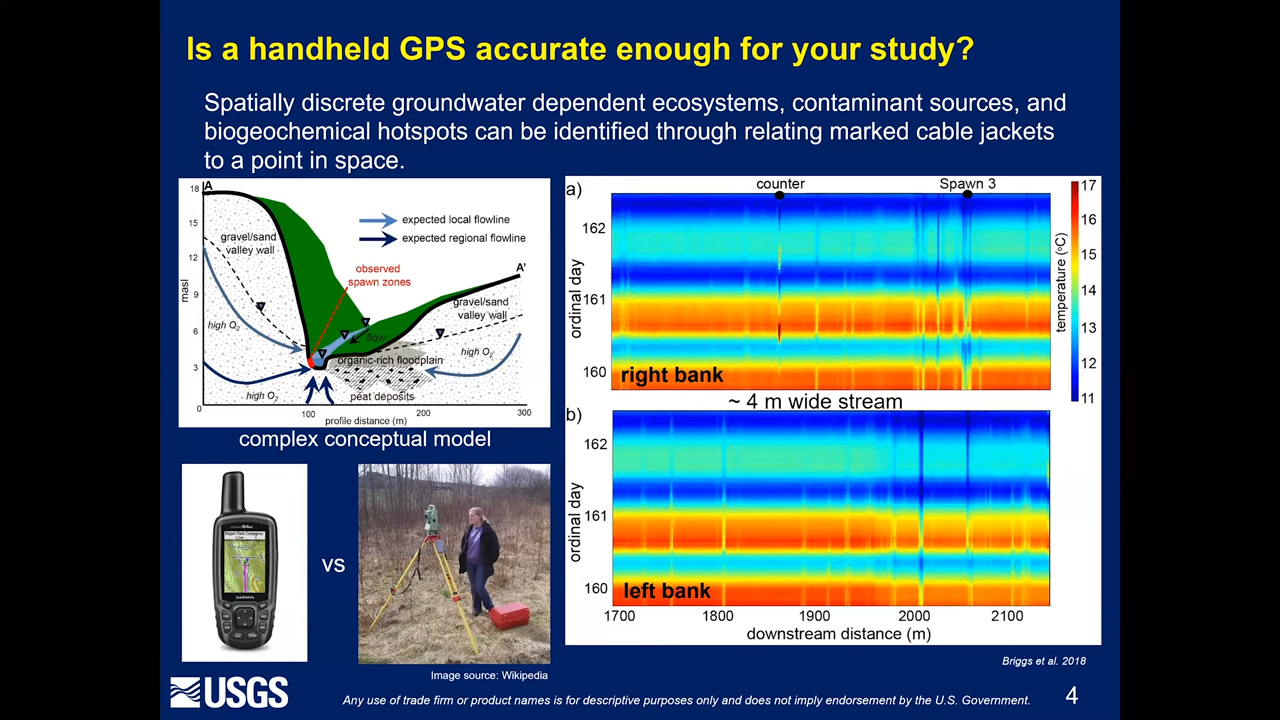 Is a handheld GPS accurate enough for your study?
Spatially discrete groundwater dependent ecosystems, contaminant sources, and
biogeochemical hotspots can be identified through relating marked cable jackets
to a point in space.
A
18
15
12
9
6
3
0
masl
gravel/sand
valley wall
expected local flowline
expected regional flowline
observed
spawn zones
A'
gravel/sand
valley wall
high O2
flow
organic-rich floodplain
high O2
high O2
peat deposits
100
200
300
profile distance (m)
complex conceptual model
vs
GARMIN
Image source: Wikipedia
a)
counter
Spawn 3
162
161
160
ordinal day
right bank
17
16
15
14
13
12
11
temperature (oC)
~ 4 m wide stream
b)
162
161
160
ordinal day
left bank
1700
1800
1900
2000
2100
downstream distance (m)
Briggs et al. 2018
USGS
Any use of trade firm or product names is for descriptive purposes only and does not imply endorsement by the U.S. Government.
4